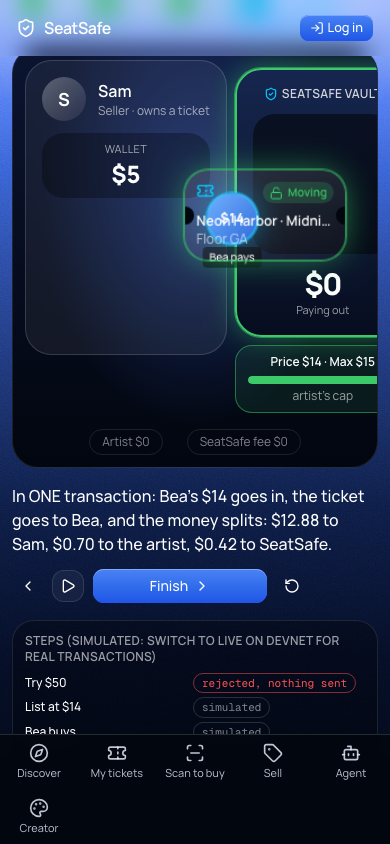 SeatSafe
Log in
S
Sam
Seller · owns a ticket
WALLET
$5
SEATSAFE VAULT
Moving
$14
Neon Harbor · Midni...
Floor GA
Bea pays
$0
Paying out
Price $14 · Max $15
artist's cap
Artist $0
SeatSafe fee $0
In ONE transaction: Bea's $14 goes in, the ticket
goes to Bea, and the money splits: $12.88 to
Sam, $0.70 to the artist, $0.42 to SeatSafe.
Finish
STEPS (SIMULATED: SWITCH TO LIVE ON DEVNET FOR
REAL TRANSACTIONS)
Try $50
rejected, nothing sent
List at $14
simulated
Bea buys
simulated
Discover
My tickets
Scan to buy
Sell
Agent
Creator